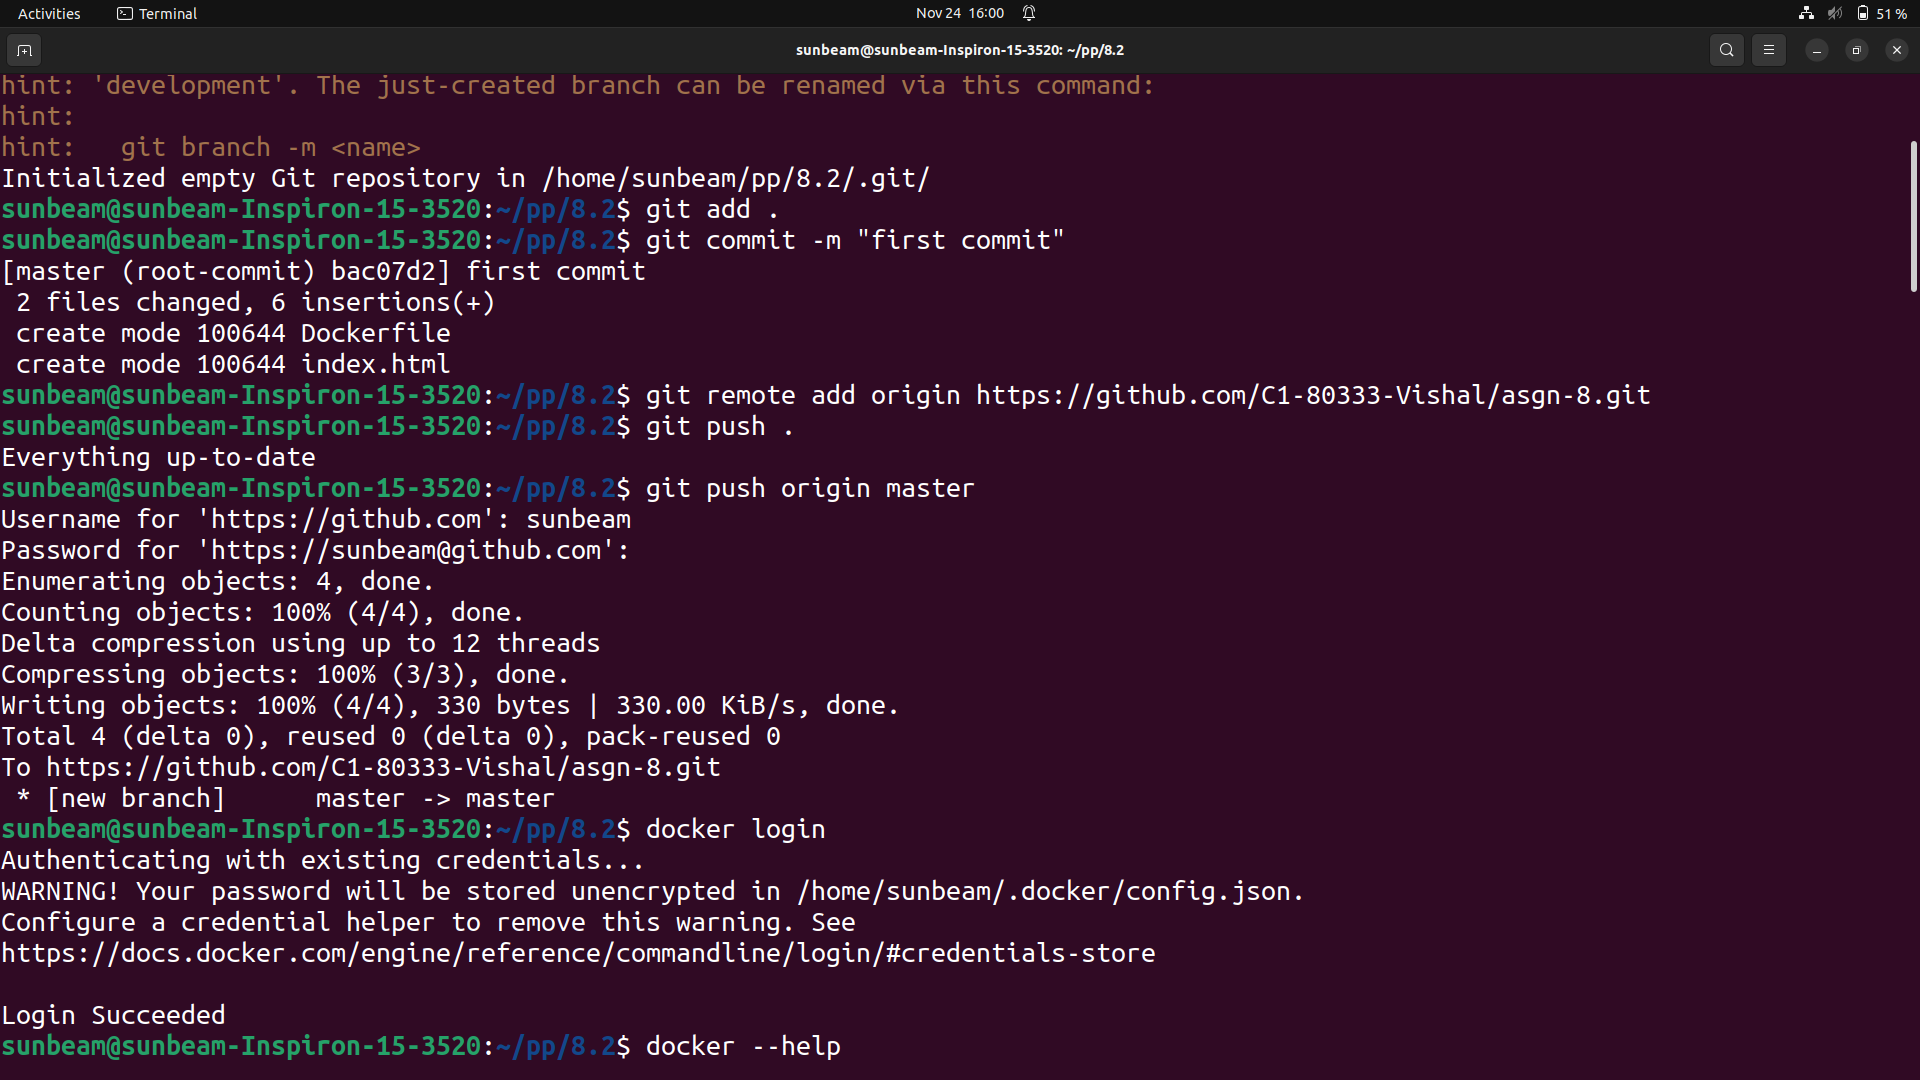 Activities Terminal Nov 24 16:00 51 %
sunbeam@sunbeam-Inspiron-15-3520: ~/pp/8.2
hint: 'development'. The just-created branch can be renamed via this command:
hint:
hint:   git branch -m <name>
Initialized empty Git repository in /home/sunbeam/pp/8.2/.git/
sunbeam@sunbeam-Inspiron-15-3520:~/pp/8.2$ git add .
sunbeam@sunbeam-Inspiron-15-3520:~/pp/8.2$ git commit -m "first commit"
[master (root-commit) bac07d2] first commit
 2 files changed, 6 insertions(+)
 create mode 100644 Dockerfile
 create mode 100644 index.html
sunbeam@sunbeam-Inspiron-15-3520:~/pp/8.2$ git remote add origin https://github.com/C1-80333-Vishal/asgn-8.git
sunbeam@sunbeam-Inspiron-15-3520:~/pp/8.2$ git push .
Everything up-to-date
sunbeam@sunbeam-Inspiron-15-3520:~/pp/8.2$ git push origin master
Username for 'https://github.com': sunbeam
Password for 'https://sunbeam@github.com':
Enumerating objects: 4, done.
Counting objects: 100% (4/4), done.
Delta compression using up to 12 threads
Compressing objects: 100% (3/3), done.
Writing objects: 100% (4/4), 330 bytes | 330.00 KiB/s, done.
Total 4 (delta 0), reused 0 (delta 0), pack-reused 0
To https://github.com/C1-80333-Vishal/asgn-8.git
 * [new branch]      master -> master
sunbeam@sunbeam-Inspiron-15-3520:~/pp/8.2$ docker login
Authenticating with existing credentials...
WARNING! Your password will be stored unencrypted in /home/sunbeam/.docker/config.json.
Configure a credential helper to remove this warning. See
https://docs.docker.com/engine/reference/commandline/login/#credentials-store
Login Succeeded
sunbeam@sunbeam-Inspiron-15-3520:~/pp/8.2$ docker --help